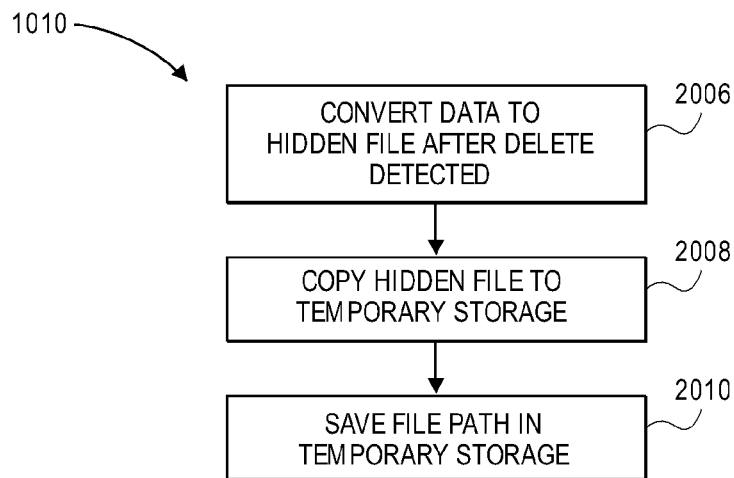 1010
2006
CONVERT DATA TO
HIDDEN FILE AFTER DELETE
DETECTED
2008
COPY HIDDEN FILE TO
TEMPORARY STORAGE
2010
SAVE FILE PATH IN
TEMPORARY STORAGE